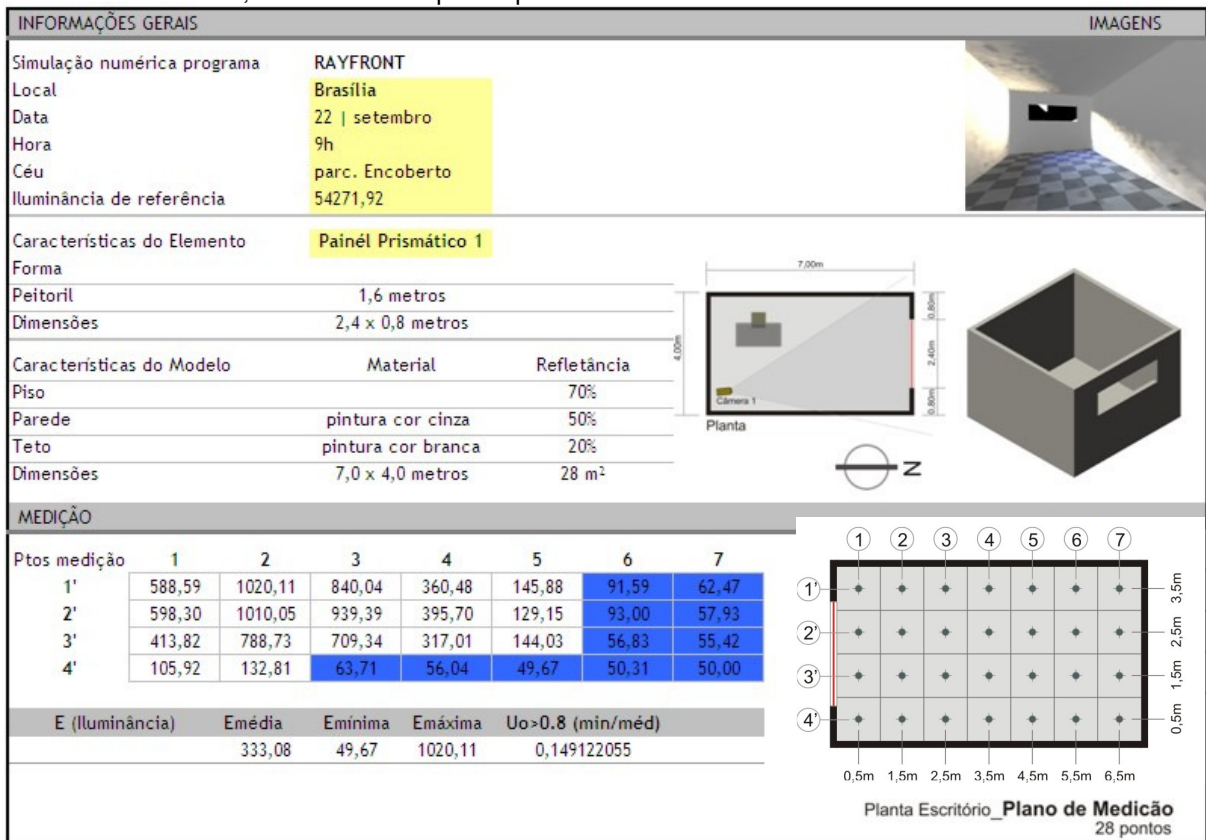 INFORMAÇÕES GERAIS IMAGENS
Simulação numérica programa RAYFRONT
Local Brasília
Data 22 | setembro
Hora 9h
Céu parc. Encoberto
Iluminância de referência 54271,92
Características do Elemento Painél Prismático 1
Forma
Peitoril 1,6 metros
Dimensões 2,4 x 0,8 metros
Características do Modelo Material Refletância
Piso 70%
Parede pintura cor cinza 50%
Teto pintura cor branca 20%
Dimensões 7,0 x 4,0 metros 28 m²
7,00m
4,00m
0,80m
2,40m
0,80m
Câmera 1
Planta
N
MEDIÇÃO
Ptos medição 1 2 3 4 5 6 7
1' 588,59 1020,11 840,04 360,48 145,88 91,59 62,47
2' 598,30 1010,05 939,39 395,70 129,15 93,00 57,93
3' 413,82 788,73 709,34 317,01 144,03 56,83 55,42
4' 105,92 132,81 63,71 56,04 49,67 50,31 50,00
E (Iluminância) Emédia Emínima Emáxima Uo>0.8 (min/méd)
333,08 49,67 1020,11 0,149122055
1 2 3 4 5 6 7
1' 3,5m
2' 2,5m
3' 1,5m
4' 0,5m
0,5m 1,5m 2,5m 3,5m 4,5m 5,5m 6,5m
Planta Escritório_Plano de Medicão
28 pontos